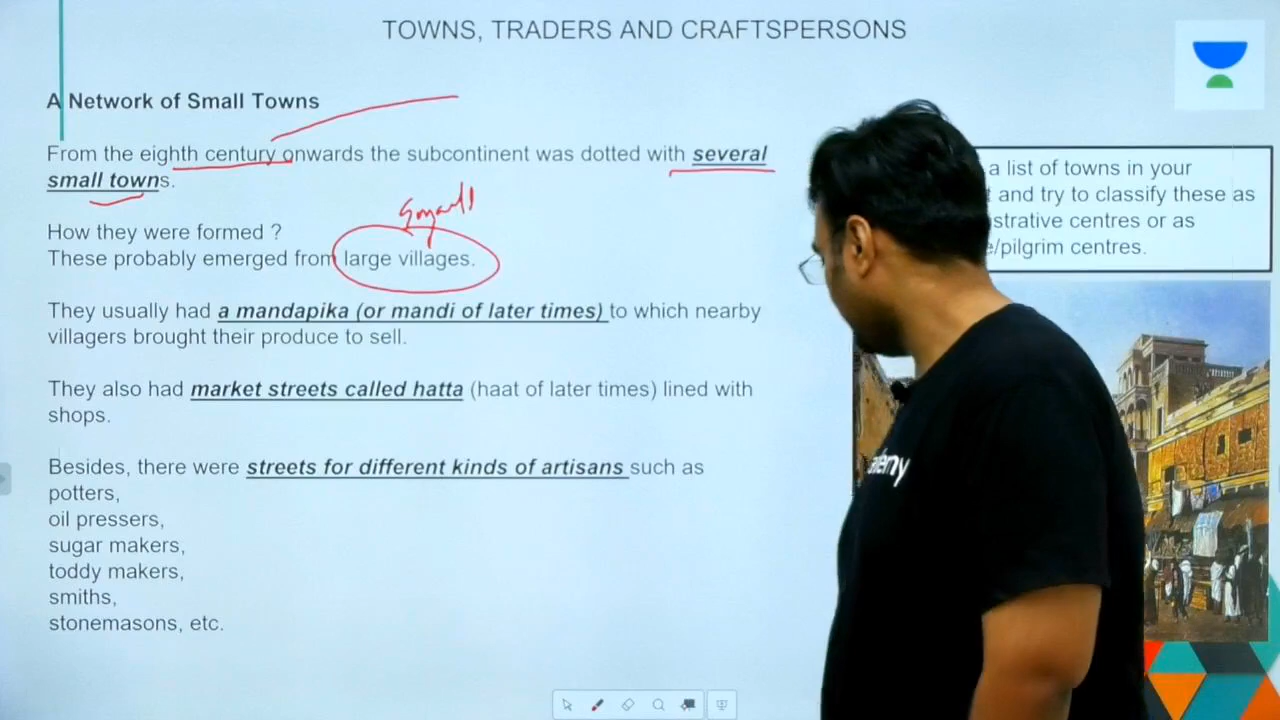 TOWNS, TRADERS AND CRAFTSPERSONS
A Network of Small Towns
From the eighth century onwards the subcontinent was dotted with several
small towns.
small
How they were formed ?
These probably emerged from large villages.
They usually had a mandapika (or mandi of later times) to which nearby
villagers brought their produce to sell.
They also had market streets called hatta (haat of later times) lined with
shops.
Besides, there were streets for different kinds of artisans such as
potters,
oil pressers,
sugar makers,
toddy makers,
smiths,
stonemasons, etc.
a list of towns in your
and try to classify these as
strative centres or as
e/pilgrim centres.